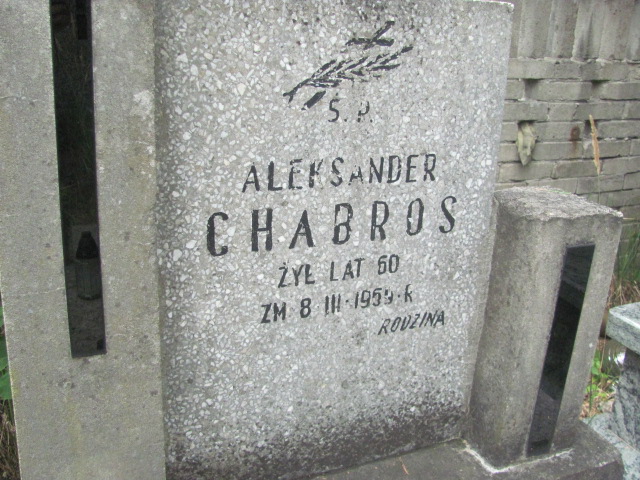 Ś. P.
ALEKSANDER
CHABROS
ŻYŁ LAT 60
ZM 8 III·1959·R
RODZINA